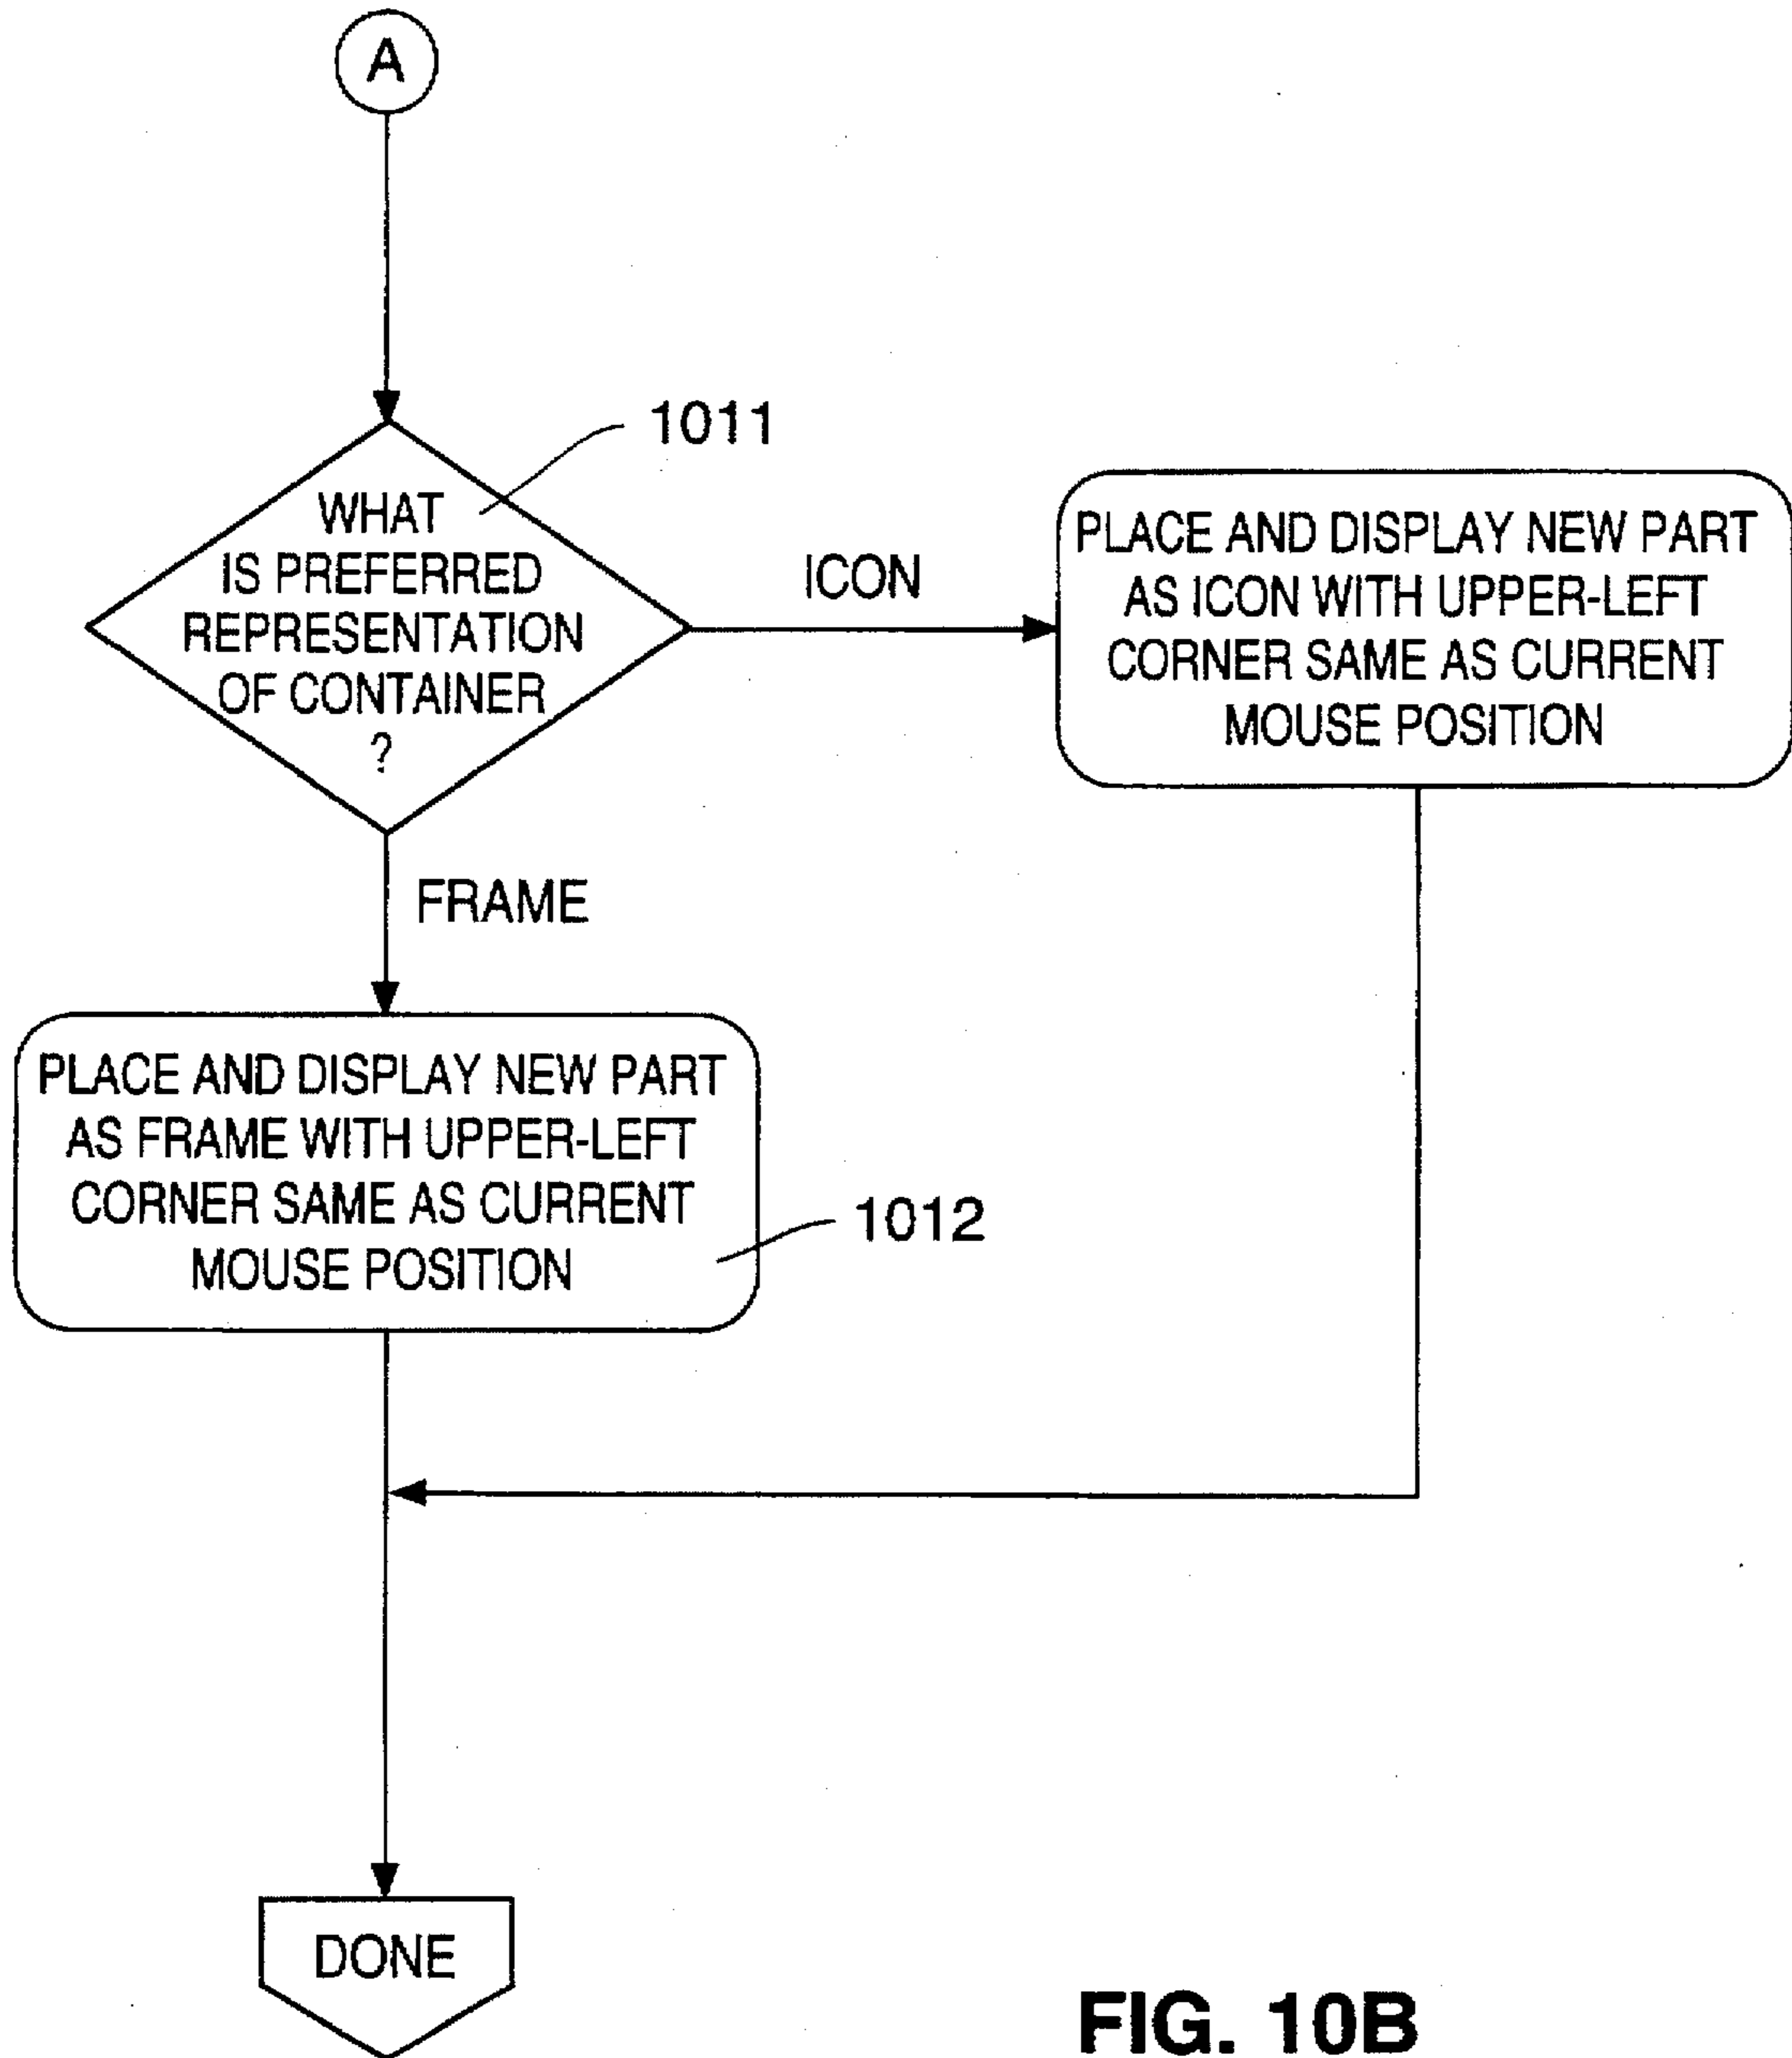 A
1011
WHAT
IS PREFERRED
REPRESENTATION
OF CONTAINER
?
ICON
PLACE AND DISPLAY NEW PART
AS ICON WITH UPPER-LEFT
CORNER SAME AS CURRENT
MOUSE POSITION
FRAME
PLACE AND DISPLAY NEW PART
AS FRAME WITH UPPER-LEFT
CORNER SAME AS CURRENT
MOUSE POSITION
1012
DONE
FIG. 10B